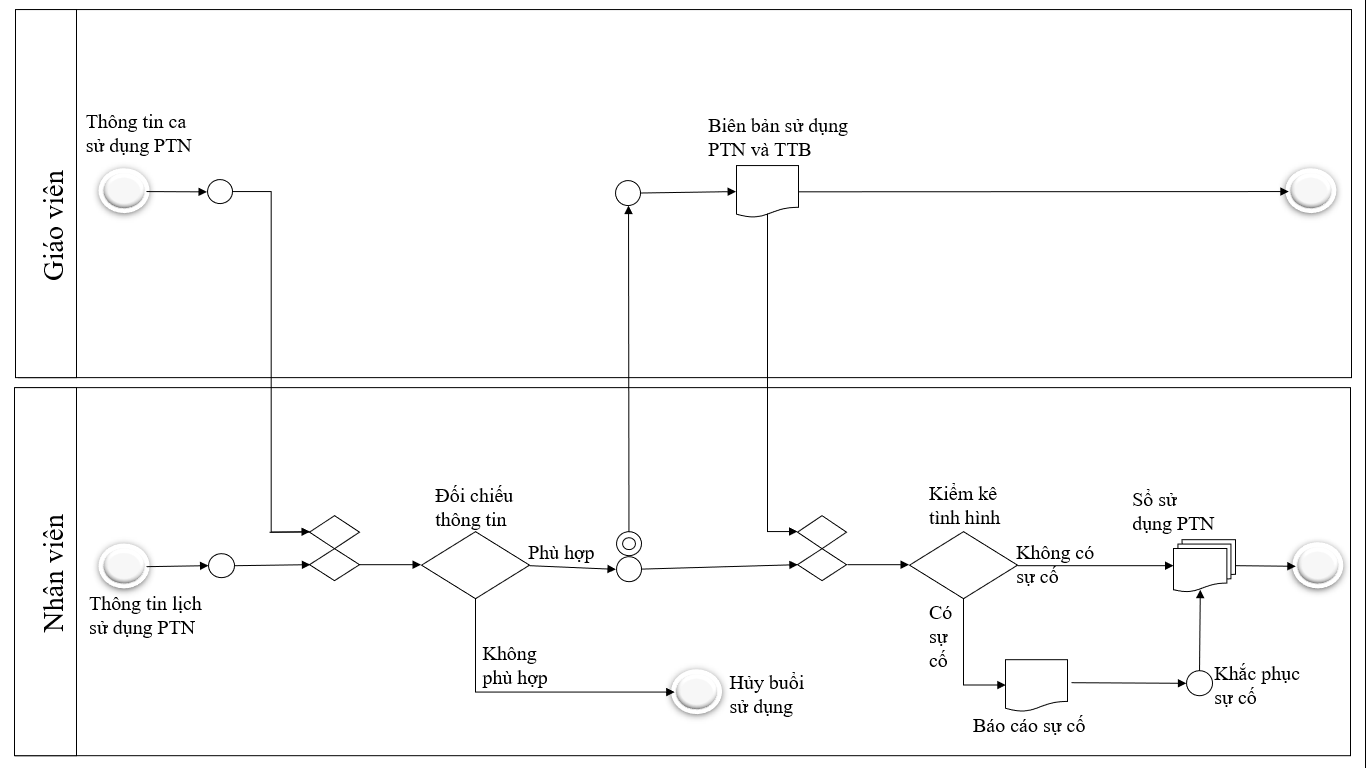 Giáo viên
Thông tin ca
sử dụng PTN
Biên bản sử dụng
PTN và TTB
Nhân viên
Thông tin lịch
sử dụng PTN
Đối chiếu
thông tin
Phù hợp
Không
phù hợp
Hủy buổi
sử dụng
Kiểm kê
tình hình
Không có
sự cố
Có
sự
cố
Báo cáo sự cố
Khắc phục
sự cố
Sổ sử
dụng PTN